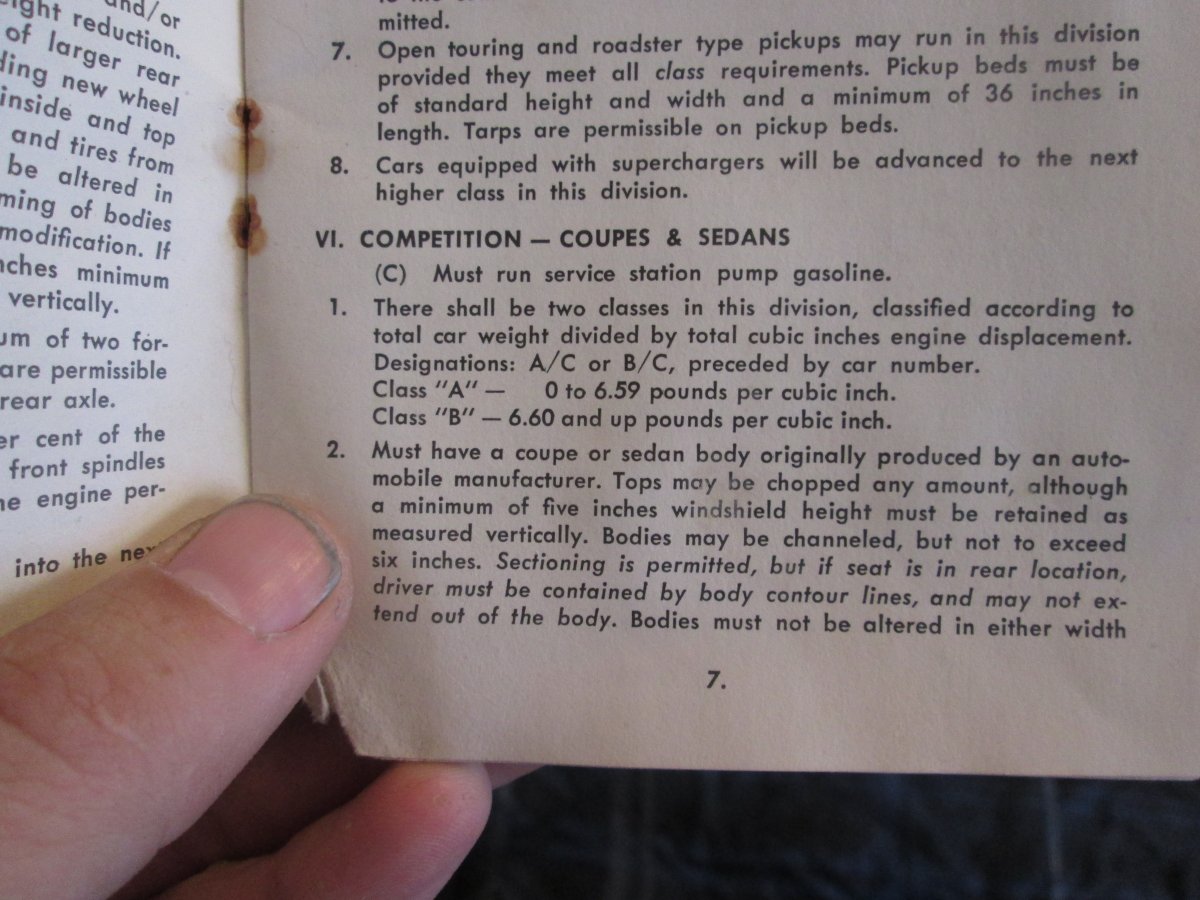 and/or
ight reduction.
of larger rear
ding new wheel
inside and top
and tires from
be altered in
ming of bodies
modification. If
nches minimum
vertically.
um of two for-
are permissible
rear axle.
er cent of the
front spindles
ne engine per-
into the nex
mitted.
7. Open touring and roadster type pickups may run in this division
provided they meet all class requirements. Pickup beds must be
of standard height and width and a minimum of 36 inches in
length. Tarps are permissible on pickup beds.
8. Cars equipped with superchargers will be advanced to the next
higher class in this division.
VI. COMPETITION — COUPES & SEDANS
(C) Must run service station pump gasoline.
1. There shall be two classes in this division, classified according to
total car weight divided by total cubic inches engine displacement.
Designations: A/C or B/C, preceded by car number.
Class "A" — 0 to 6.59 pounds per cubic inch.
Class "B" — 6.60 and up pounds per cubic inch.
2. Must have a coupe or sedan body originally produced by an auto-
mobile manufacturer. Tops may be chopped any amount, although
a minimum of five inches windshield height must be retained as
measured vertically. Bodies may be channeled, but not to exceed
six inches. Sectioning is permitted, but if seat is in rear location,
driver must be contained by body contour lines, and may not ex-
tend out of the body. Bodies must not be altered in either width
7.